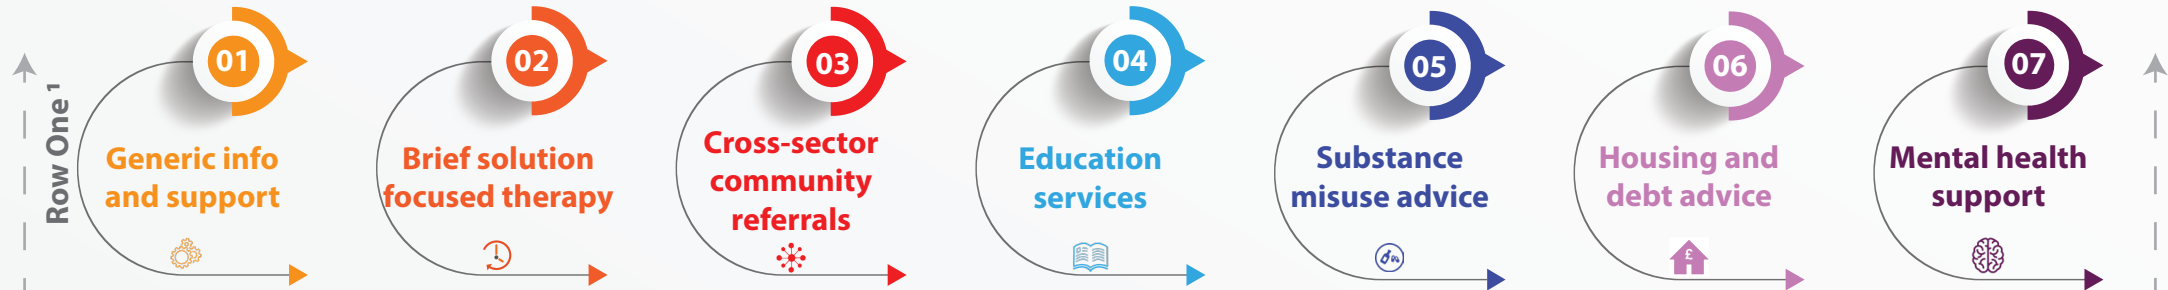 Row One ¹
01
Generic info
and support
02
Brief solution
focused therapy
03
Cross-sector
community
referrals
04
Education
services
05
Substance
misuse advice
06
Housing and
debt advice
£
07
Mental health
support